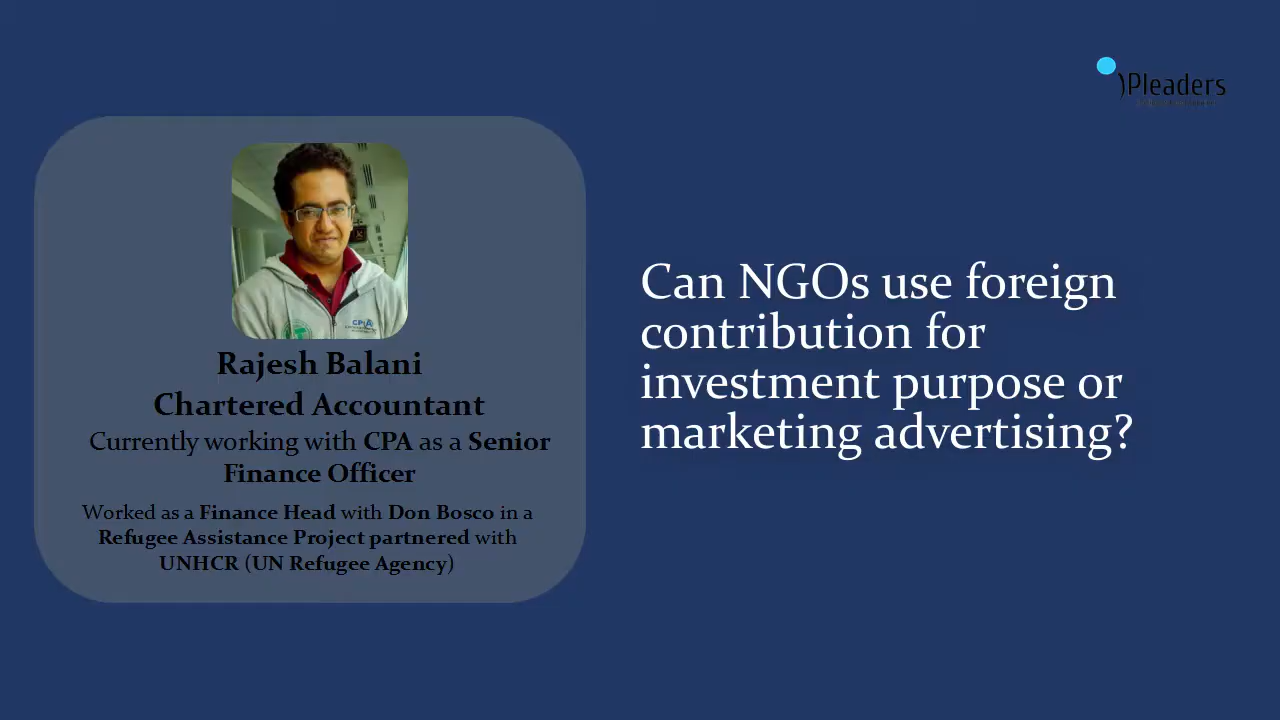 )Pleaders
Rajesh Balani
Chartered Accountant
Currently working with CPA as a Senior
Finance Officer
Worked as a Finance Head with Don Bosco in a
Refugee Assistance Project partnered with
UNHCR (UN Refugee Agency)
Can NGOs use foreign
contribution for
investment purpose or
marketing advertising?